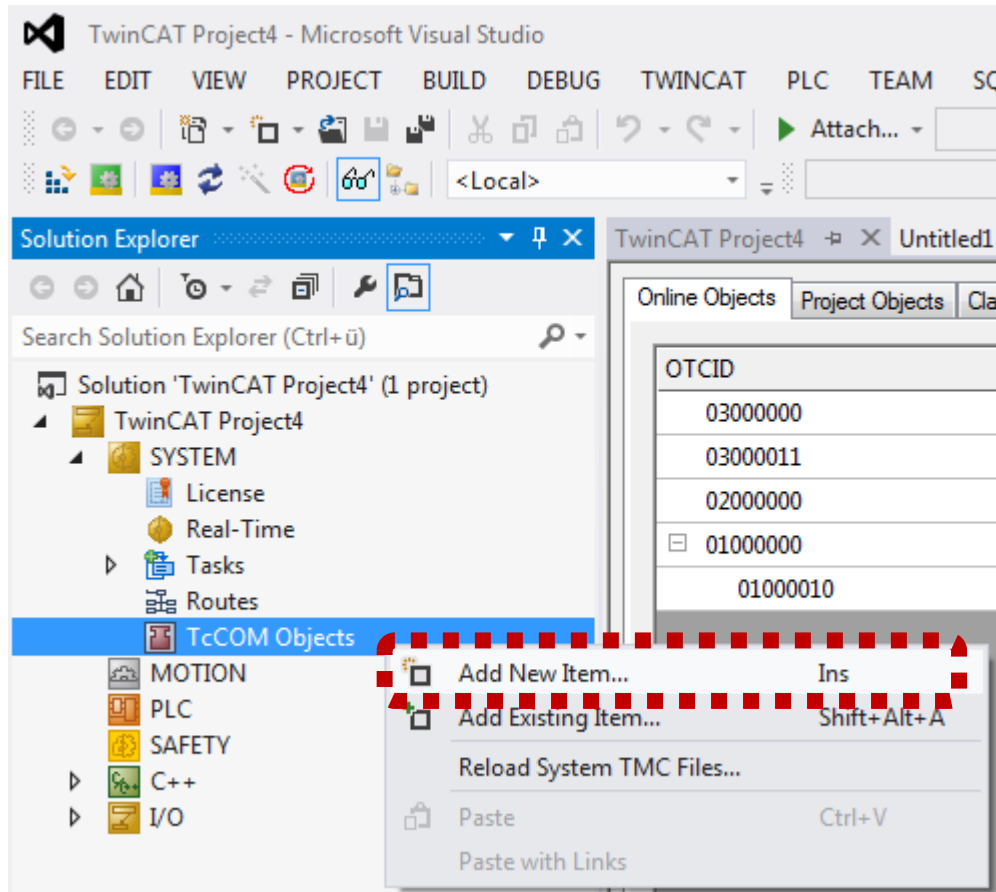 TwinCAT Project4 - Microsoft Visual Studio
FILE EDIT VIEW PROJECT BUILD DEBUG TWINCAT PLC TEAM SQ
Attach...
<Local>
Solution Explorer
TwinCAT Project4 Untitled1
Search Solution Explorer (Ctrl+ü)
Online Objects Project Objects Cla
Solution 'TwinCAT Project4' (1 project)
TwinCAT Project4
SYSTEM
License
Real-Time
Tasks
Routes
TcCOM Objects
MOTION
PLC
SAFETY
C++
I/O
OTCID
03000000
03000011
02000000
01000000
01000010
Add New Item... Ins
Add Existing Item... Shift+Alt+A
Reload System TMC Files...
Paste Ctrl+V
Paste with Links